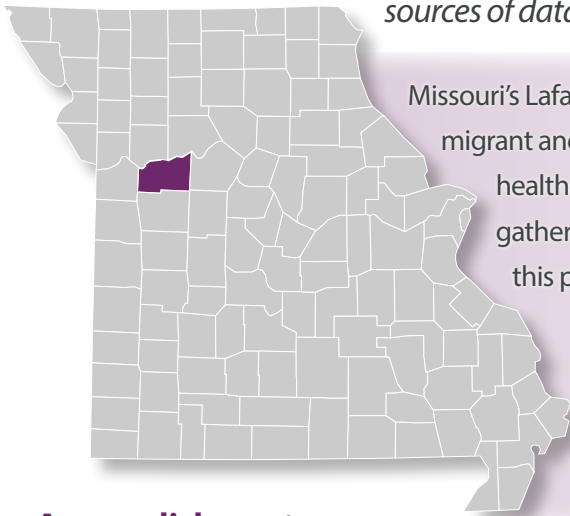 sources of data
Missouri's Lafa
migrant and
health
gather
this p